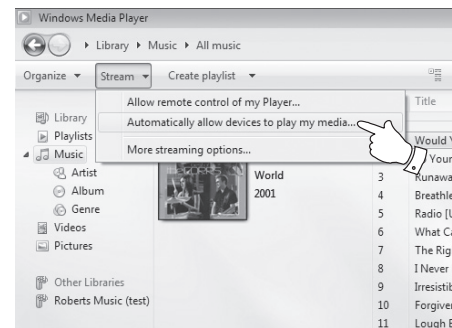 Windows Media Player
Library Music All music
Organize Stream Create playlist
Allow remote control of my Player...
Automatically allow devices to play my media...
More streaming options...
Library
Playlists
Music
Artist
Album
Genre
Videos
Pictures
Other Libraries
Roberts Music (test)
World
2001
Title
Would
Your
3 Runawa
4 Breathle
5 Radio [
6 What Ca
7 The Rig
8 I Never
9 Irresistib
10 Forgive
11 Lough